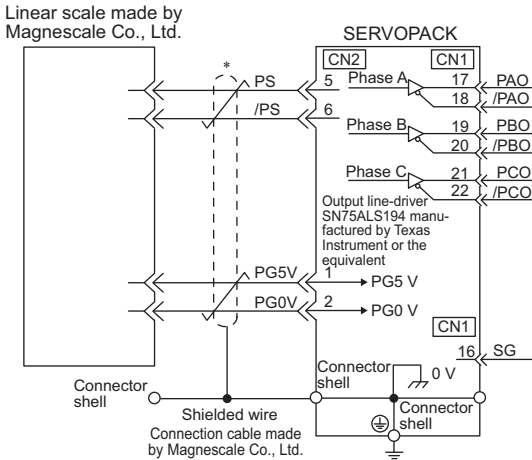 Linear scale made by
Magnescale Co., Ltd.
SERVOPACK
*
CN2
CN1
PS
5
Phase A
17
PAO
18
/PAO
/PS
6
Phase B
19
PBO
20
/PBO
Phase C
21
PCO
22
/PCO
Output line-driver
SN75ALS194 manu-
factured by Texas
Instrument or the
equivalent
PG5V
1
PG5 V
PG0V
2
PG0 V
CN1
16
SG
Connector
shell
0 V
Connector
shell
Connector
shell
Shielded wire
Connection cable made
by Magnescale Co., Ltd.